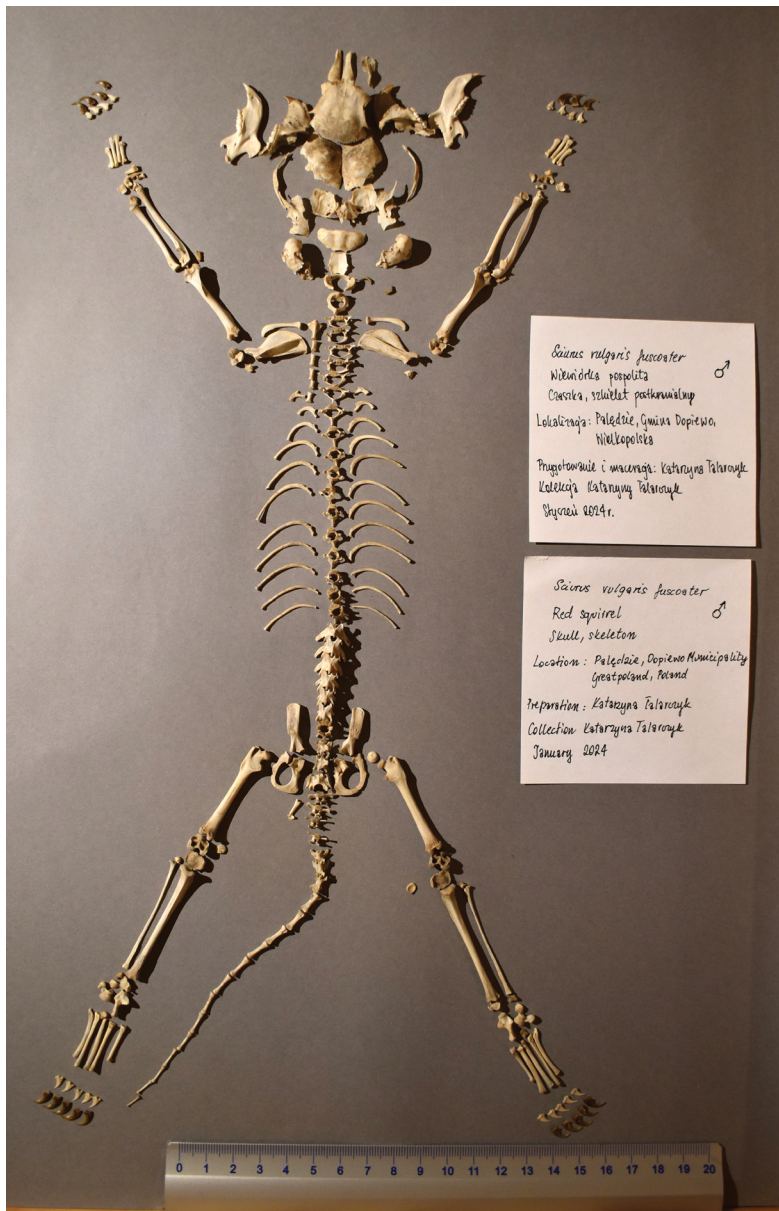 Sciurus vulgaris fuscoater
♂
Wiewiórka pospolita
Czaszka, szkielet postkranialny
Lokalizacja: Palędzie, Gmina Dopiewo,
Wielkopolska
Przygotowanie i maceracja: Katarzyna Talarczyk
Kolekcja Katarzyny Talarczyk
Styczeń 2024r.
Sciurus vulgaris fuscoater
♂
Red squirrel
Skull, skeleton
Location: Palędzie, Dopiewo Municipality
Greatpoland, Poland
Preparation: Katarzyna Talarczyk
Collection Katarzyna Talarczyk
January 2024
0 1 2 3 4 5 6 7 8 9 10 11 12 13 14 15 16 17 18 19 20